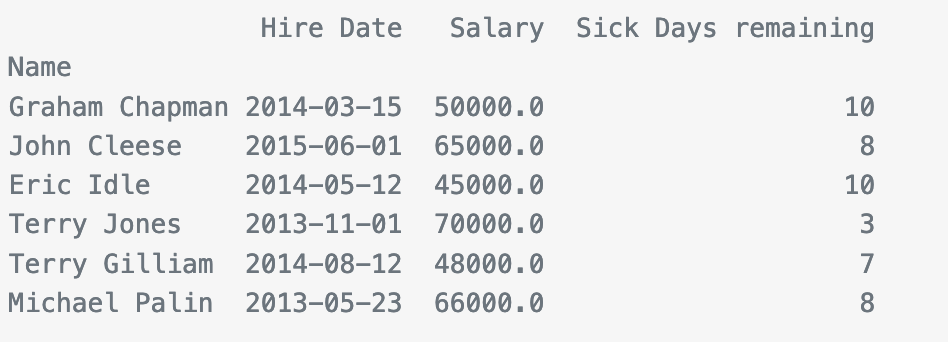 Hire Date Salary Sick Days remaining
Name
Graham Chapman 2014-03-15 50000.0 10
John Cleese 2015-06-01 65000.0 8
Eric Idle 2014-05-12 45000.0 10
Terry Jones 2013-11-01 70000.0 3
Terry Gilliam 2014-08-12 48000.0 7
Michael Palin 2013-05-23 66000.0 8